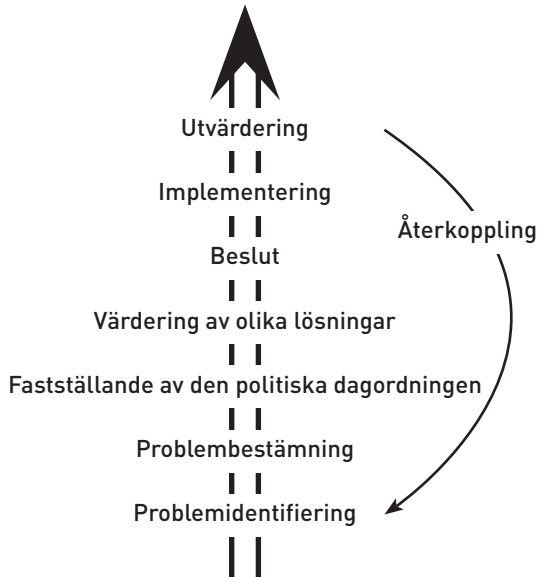 Utvärdering
Implementering
Återkoppling
Beslut
Värdering av olika lösningar
Fastställande av den politiska dagordningen
Problembestämning
Problemidentifiering